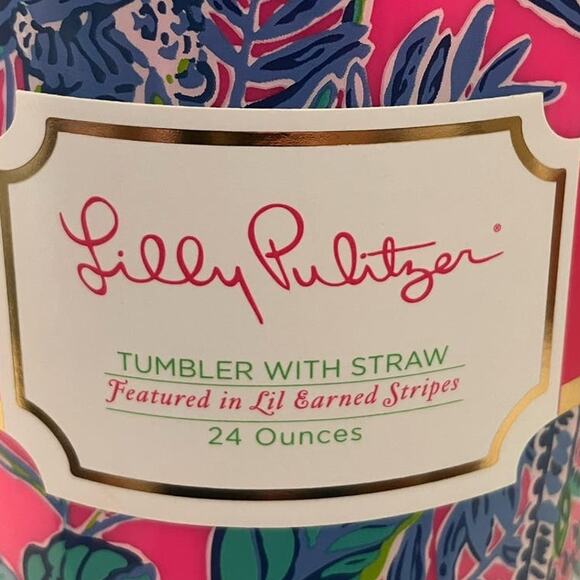 Lilly Pulitzer®
TUMBLER WITH STRAW
Featured in Lil Earned Stripes
24 Ounces